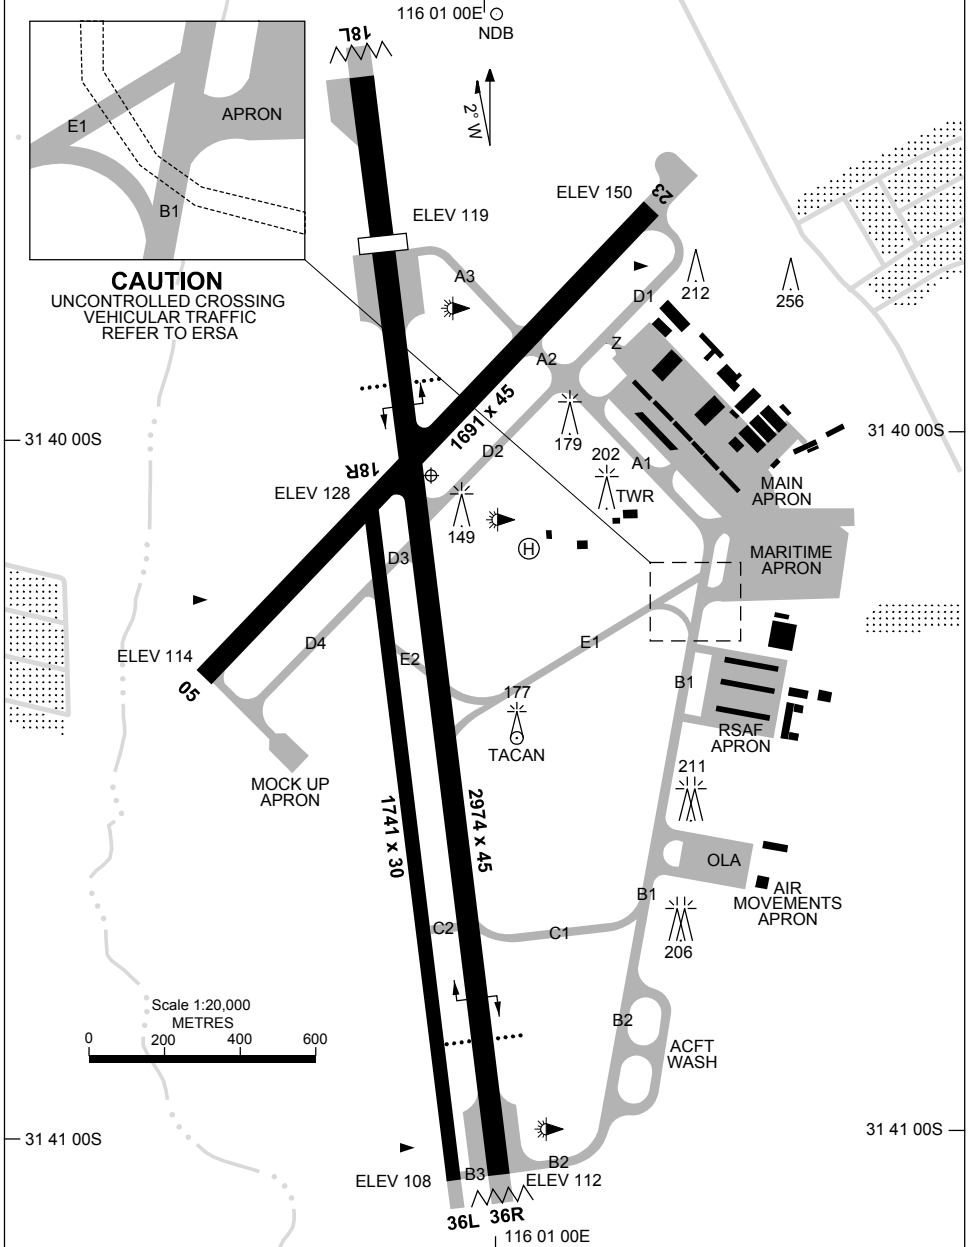 116 01 00E
NDB
18L
2° W
E1
APRON
B1
CAUTION
UNCONTROLLED CROSSING
VEHICULAR TRAFFIC
REFER TO ERSA
ELEV 150
23
ELEV 119
A3
D1
212
256
Z
A2
1691 x 45
31 40 00S
31 40 00S
179
D2
202
A1
18R
TWR
MAIN
APRON
ELEV 128
149
H
D3
MARITIME
APRON
E1
D4
ELEV 114
E2
05
B1
177
TACAN
RSAF
APRON
MOCK UP
APRON
211
1741 x 30
2974 x 45
OLA
B1
AIR
MOVEMENTS
APRON
C2
C1
206
Scale 1:20,000
METRES
0 200 400 600
B2
ACFT
WASH
31 41 00S
31 41 00S
B2
B3
ELEV 108
ELEV 112
36L
36R
116 01 00E